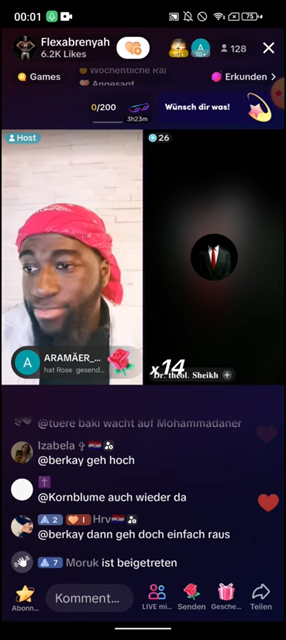 00:01
75
Flexabrenyah
6.2K Likes
A
10+
128
Games
Wöchentliche Ran
Angesagt
Erkunden >
0/200
3h23m
Wünsch dir was!
Host
26
A
ARAMÄER_...
hat Rose gesend...
x14
Dr. theol. Sheikh +
@tuere baki wacht auf Mohammadaner
Izabela
@berkay geh hoch
@Kornblume auch wieder da
2 1 Hrv
@berkay dann geh doch einfach raus
7 Moruk ist beigetreten
Abonn...
Komment...
LIVE mi...
Senden
Gesche...
Teilen